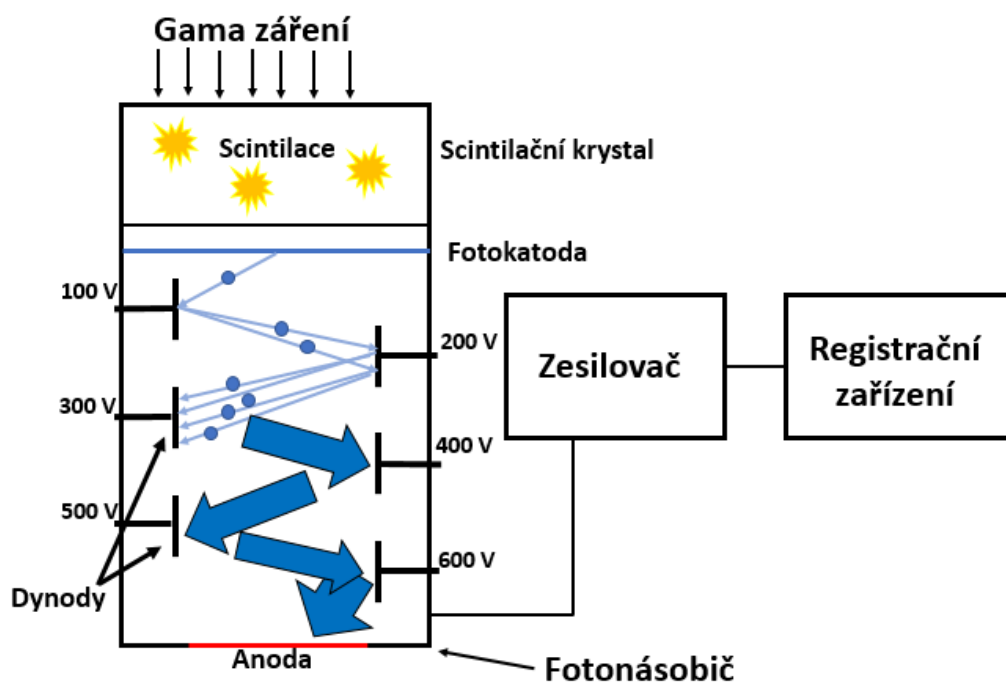 Gama záření
Scintilace
Scintilační krystal
Fotokatoda
100 V
200 V
300 V
400 V
500 V
600 V
Zesilovač
Registrační
zařízení
Dynody
Anoda
Fotonásobič